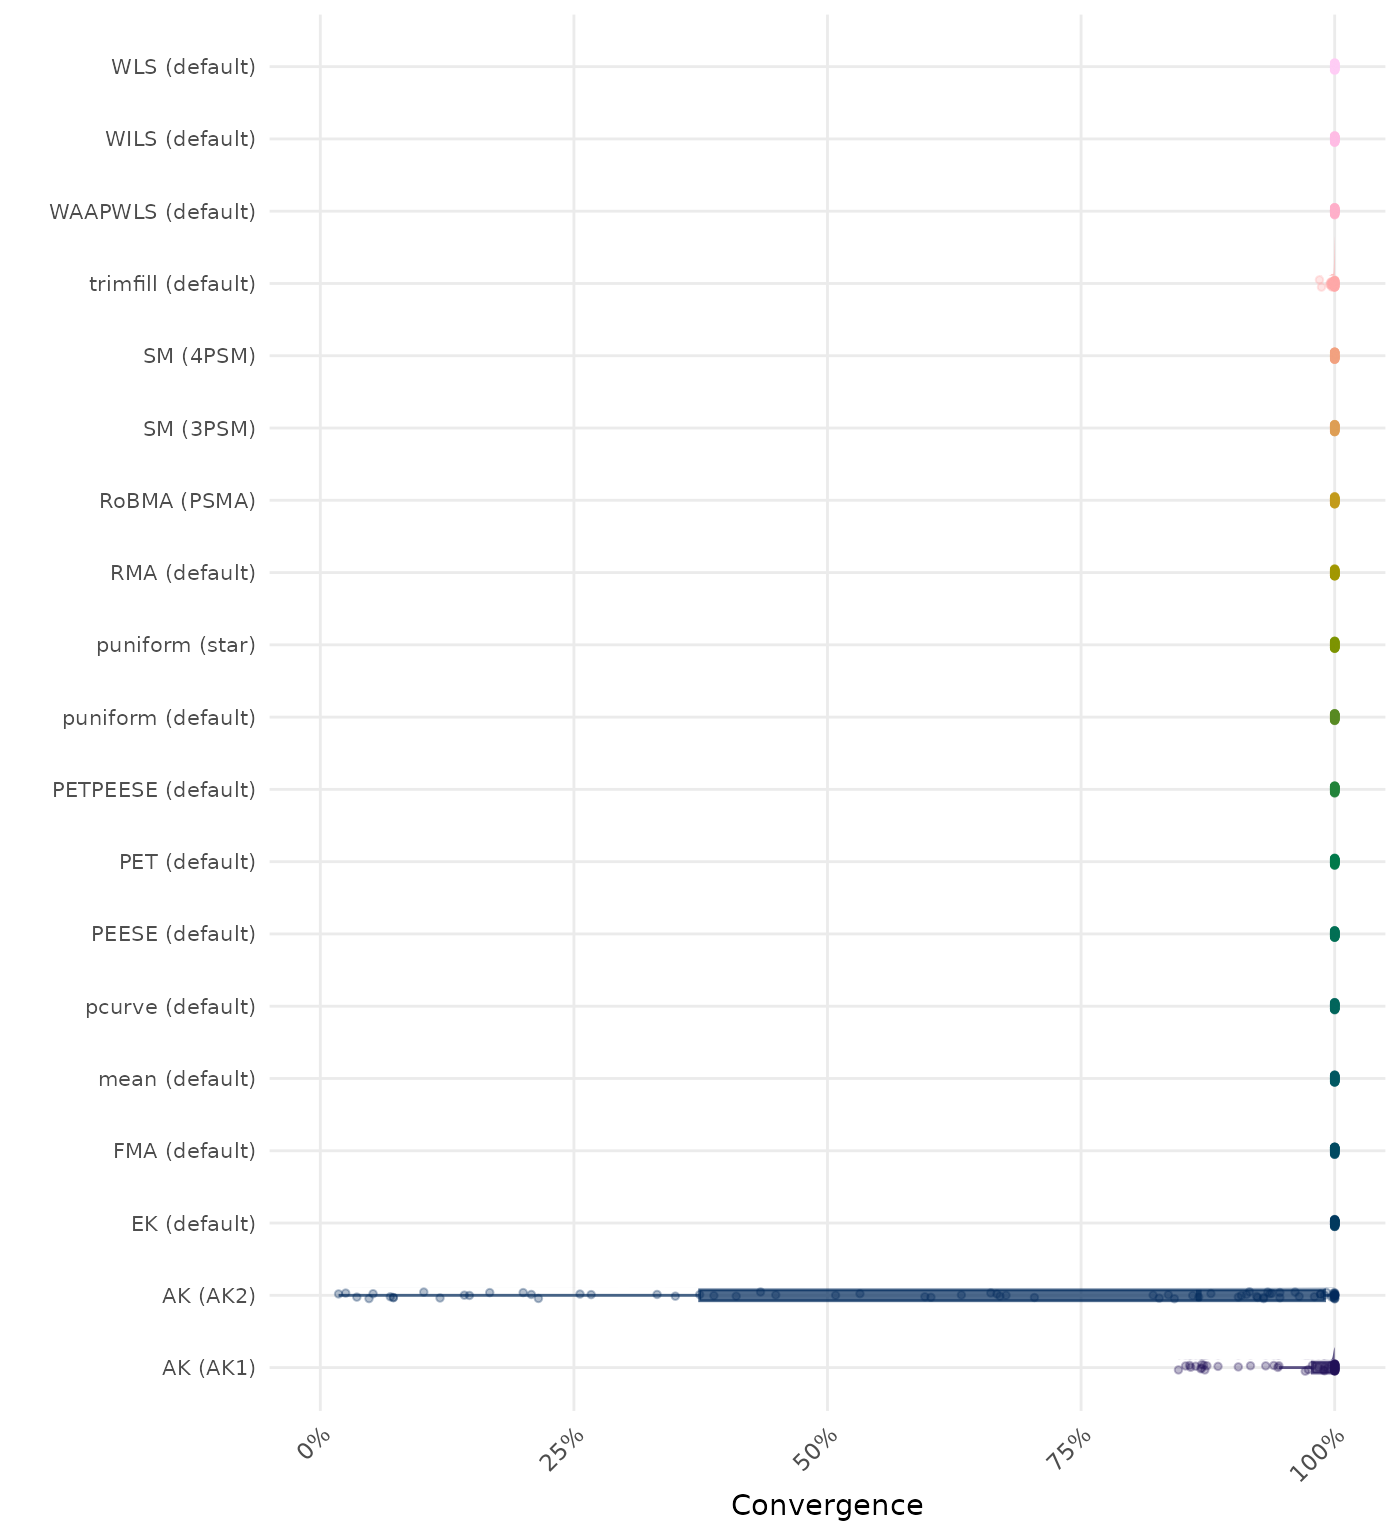 WLS (default)
WILS (default)
WAAPWLS (default)
trimfill (default)
SM (4PSM)
SM (3PSM)
RoBMA (PSMA)
RMA (default)
puniform (star)
puniform (default)
PETPEESE (default)
PET (default)
PEESE (default)
pcurve (default)
mean (default)
FMA (default)
EK (default)
AK (AK2)
AK (AK1)
0% 25% 50% 75% 100%
Convergence